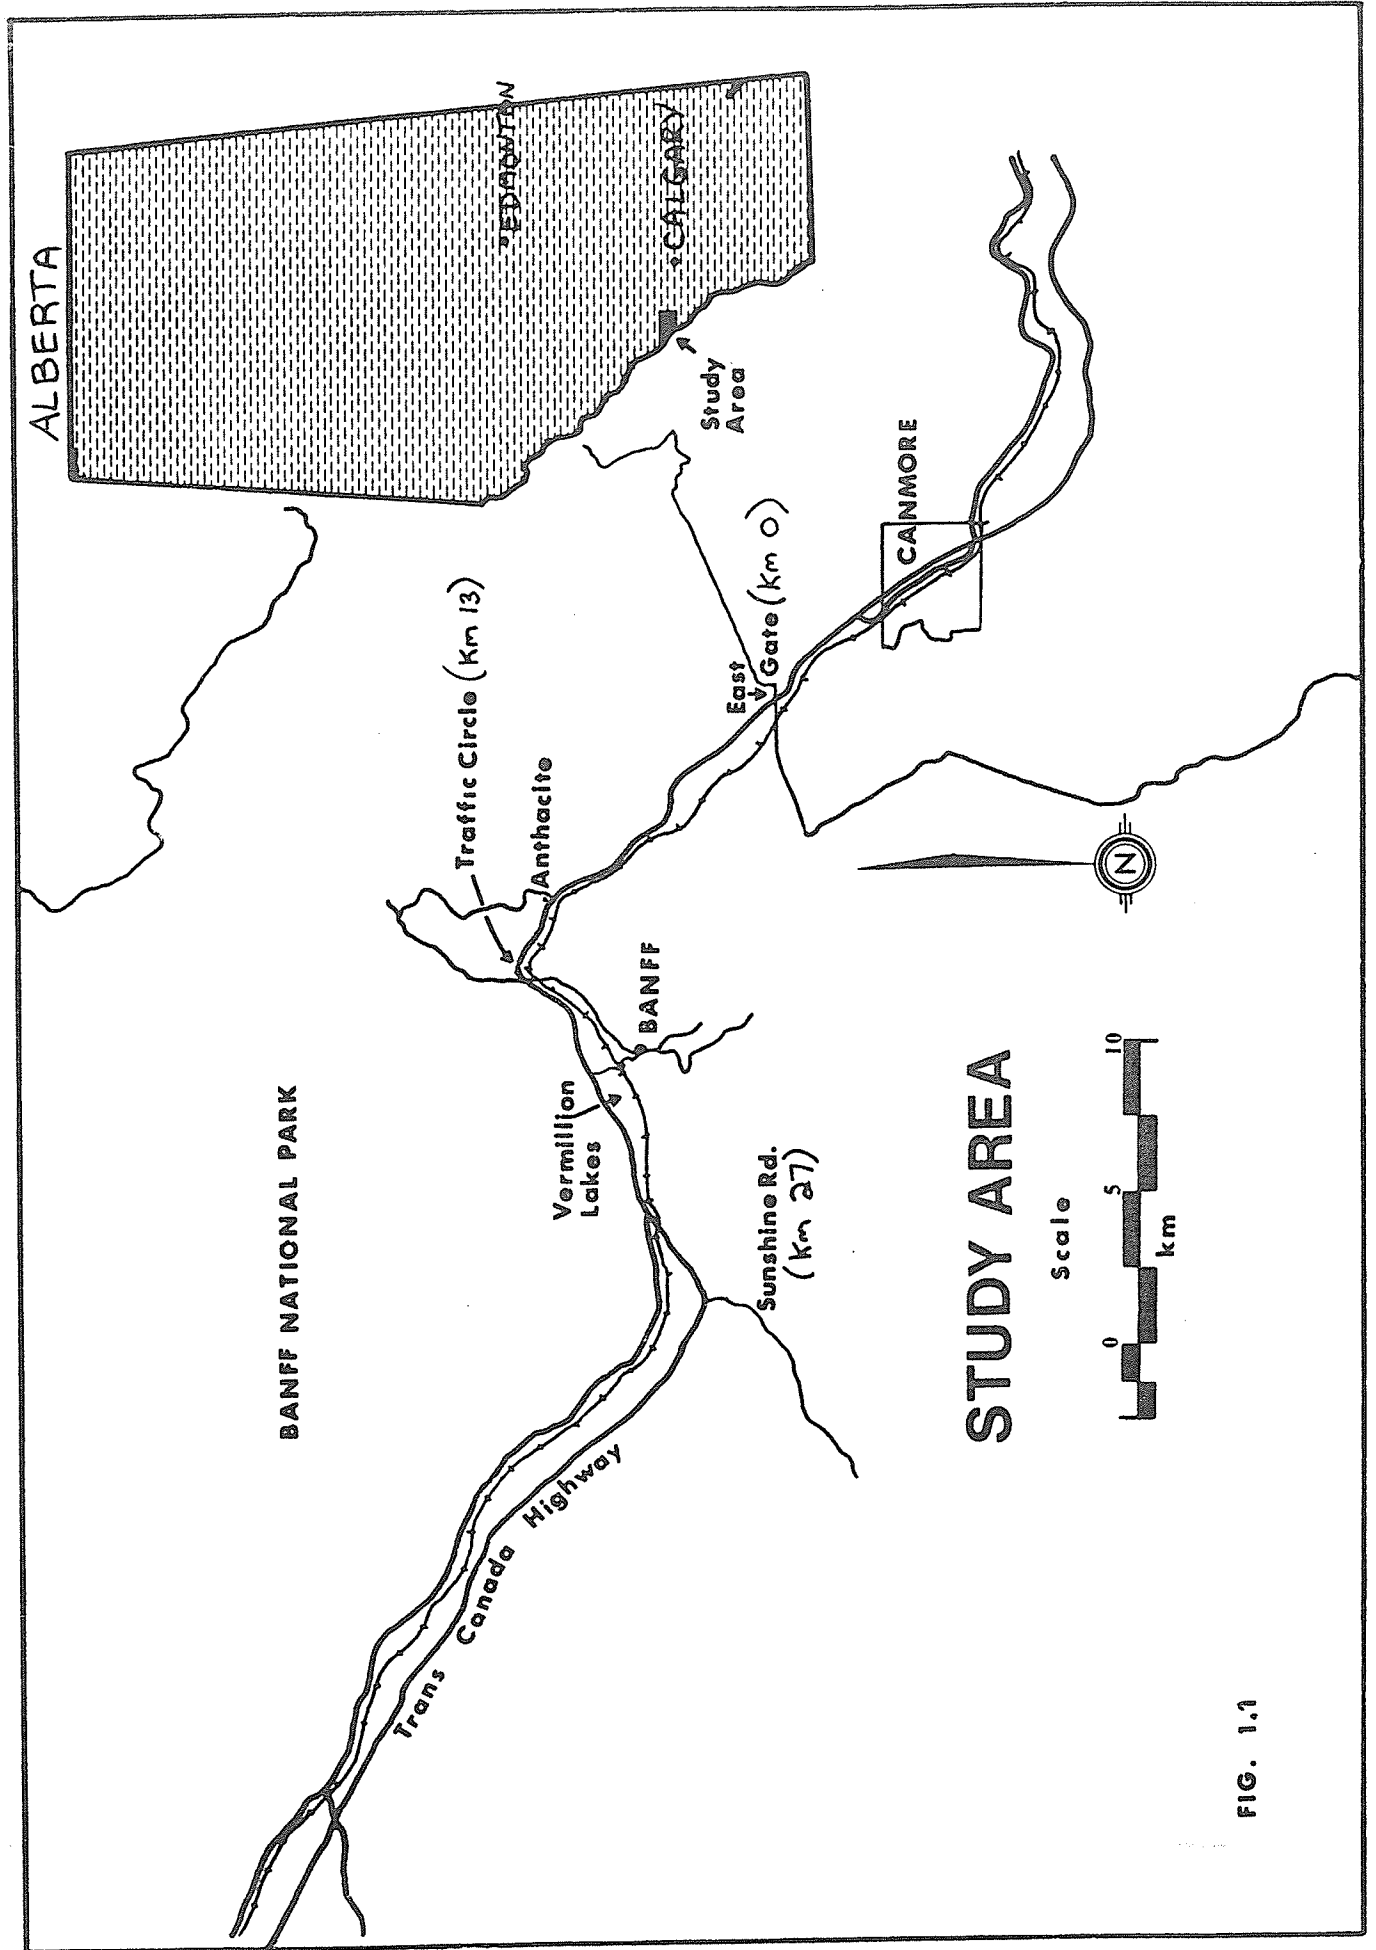 ALBERTA
EDMONTON
CALGARY
Study
Area
BANFF NATIONAL PARK
Traffic Circle (Km 13)
Anthacite
East
Gate (Km 0)
CANMORE
Vermillion
Lakes
BANFF
Sunshine Rd.
(Km 27)
Trans Canada Highway
N
STUDY AREA
Scale
0 5 10
km
FIG. 1.1